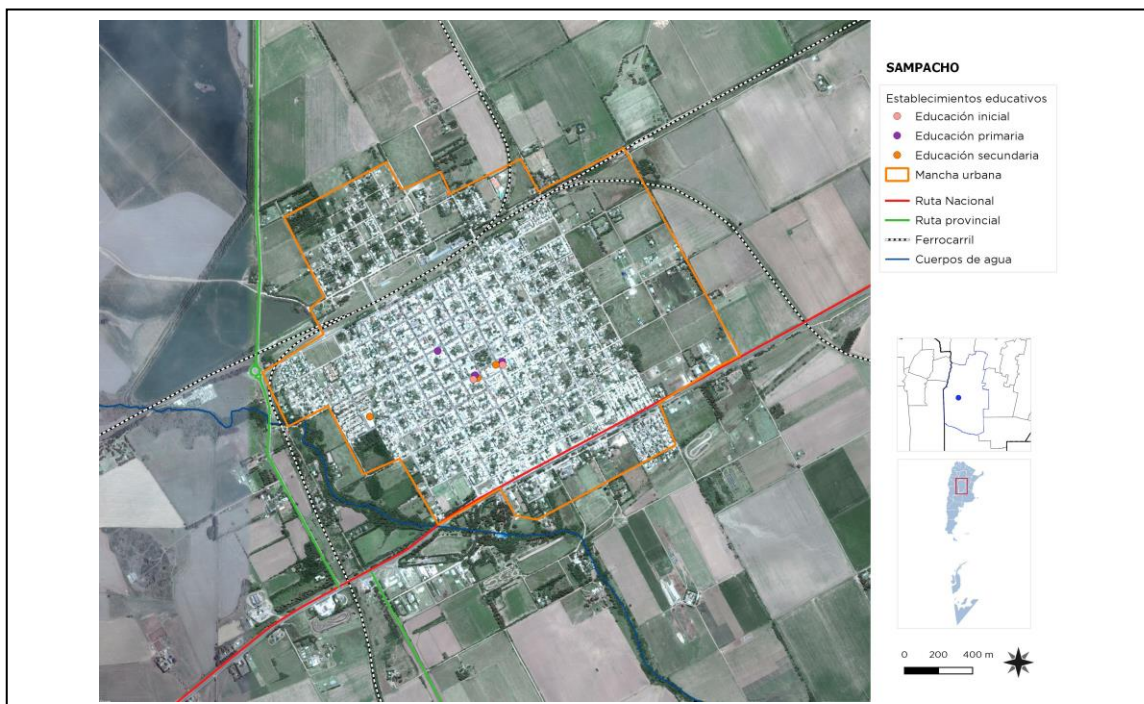 SAMPACHO
Establecimientos educativos
Educación inicial
Educación primaria
Educación secundaria
Mancha urbana
Ruta Nacional
Ruta provincial
Ferrocarril
Cuerpos de agua
0 200 400 m